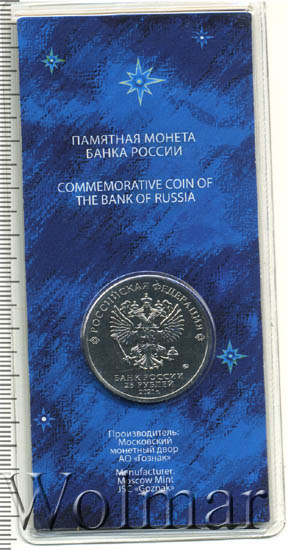 ПАМЯТНАЯ МОНЕТА
БАНКА РОССИИ
COMMEMORATIVE COIN OF
THE BANK OF RUSSIA
РОССИЙСКАЯ ФЕДЕРАЦИЯ
БАНК РОССИИ
25 РУБЛЕЙ
2021 г.
Производитель:
Московский
монетный двор
АО «Гознак»
Manufacturer:
Moscow Mint
JSC «Goznak»
Wolmar